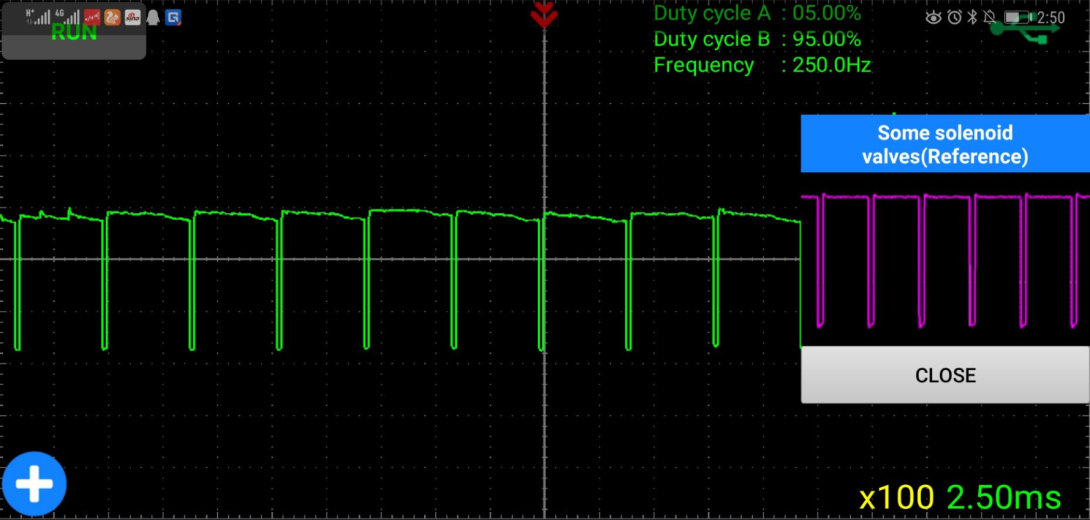 H⁺ 4G
2:50
RUN
Duty cycle A : 05.00%
Duty cycle B : 95.00%
Frequency : 250.0Hz
Some solenoid
valves(Reference)
CLOSE
x100 2.50ms